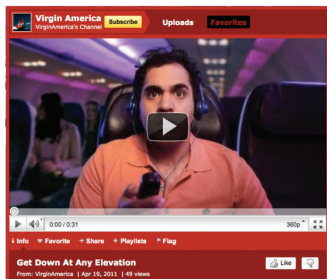 Virgin America
VirginAmerica's Channel
Subscribe
Uploads
Favorites
0:00 / 0:31
360p
Info
Favorite
Share
Playlists
Flag
Get Down At Any Elevation
Like
From: VirginAmerica | Apr 19, 2011 | 49 views